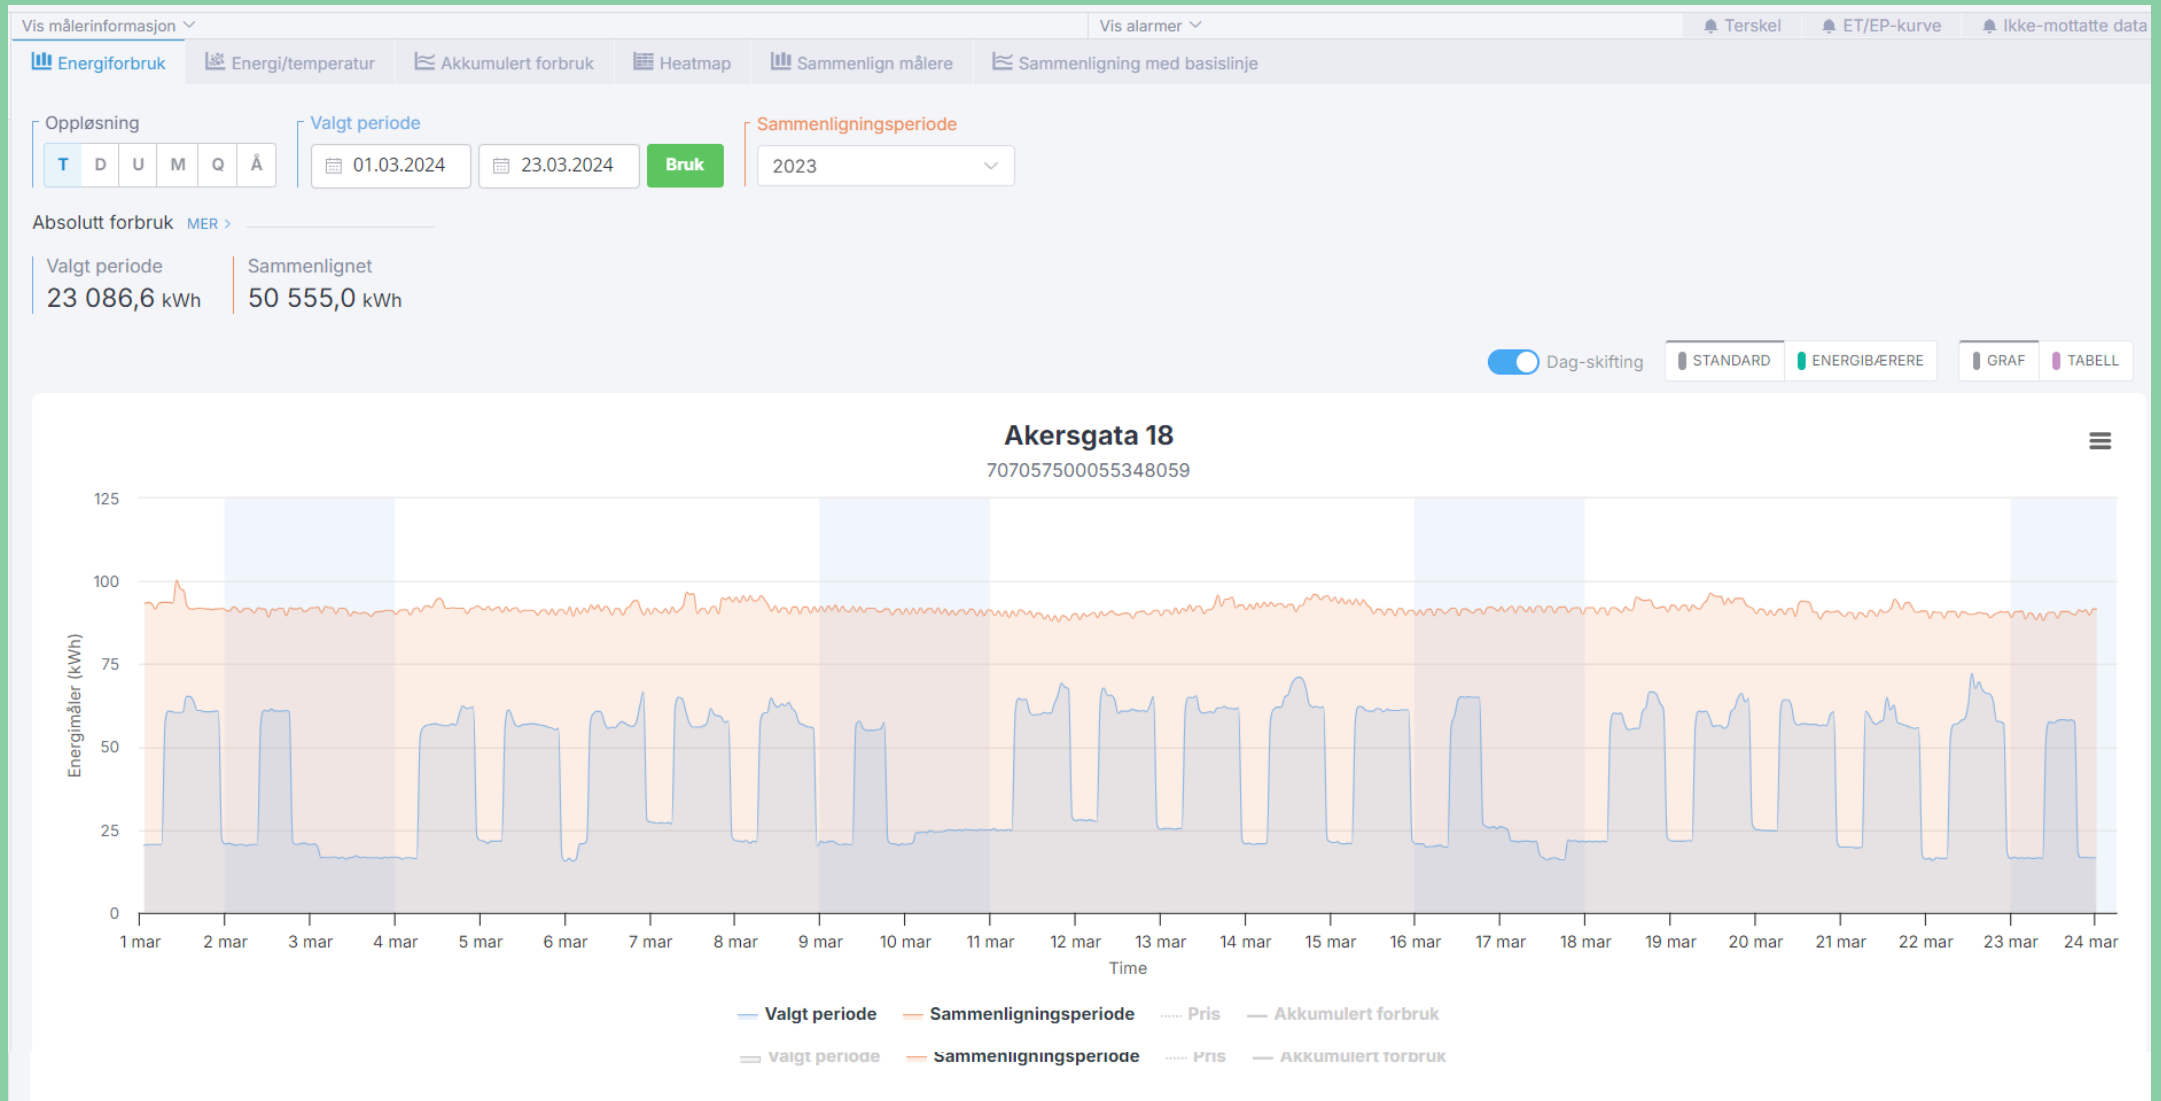 Vis målerinformasjon
Vis alarmer
Terskel
ET/EP-kurve
Ikke-mottatte data
Energiforbruk
Energi/temperatur
Akkumulert forbruk
Heatmap
Sammenlign målere
Sammenligning med basislinje
Oppløsning
T D U M Q Å
Valgt periode
01.03.2024
23.03.2024
Bruk
Sammenligningsperiode
2023
Absolutt forbruk MER >
Valgt periode
23 086,6 kWh
Sammenlignet
50 555,0 kWh
Dag-skifting
STANDARD
ENERGIBÆRERE
GRAF
TABELL
Akersgata 18
707057500055348059
125
100
75
50
25
0
Energimåler (kWh)
1 mar 2 mar 3 mar 4 mar 5 mar 6 mar 7 mar 8 mar 9 mar 10 mar 11 mar 12 mar 13 mar 14 mar 15 mar 16 mar 17 mar 18 mar 19 mar 20 mar 21 mar 22 mar 23 mar 24 mar
Time
Valgt periode Sammenligningsperiode Pris Akkumulert forbruk
Valgt periode Sammenligningsperiode Pris Akkumulert forbruk